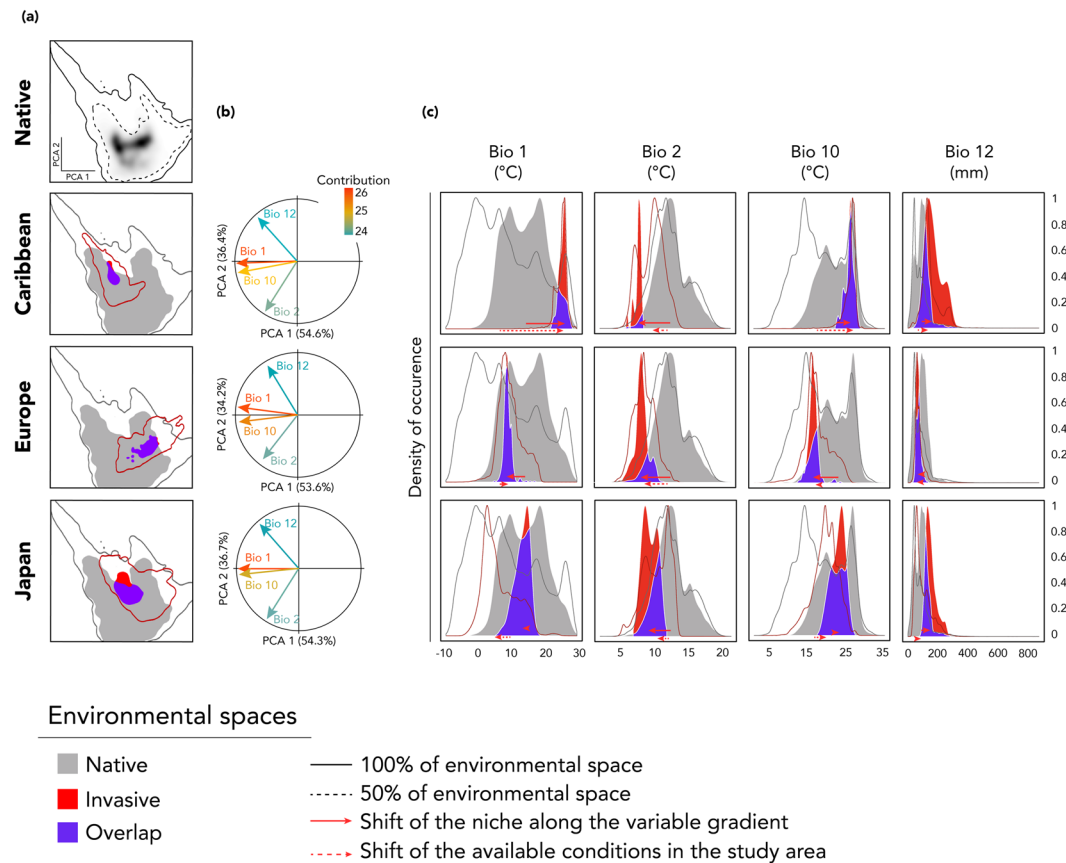 (a)
(b)
(c)
Native
PCA 2
PCA 1
Bio 1
(°C)
Bio 2
(°C)
Bio 10
(°C)
Bio 12
(mm)
Contribution
26
25
24
Caribbean
PCA 2 (36.4%)
Bio 12
Bio 1
Bio 10
Bio 2
PCA 1 (54.6%)
1
0.8
0.6
0.4
0.2
0
Europe
PCA 2 (34.2%)
Bio 12
Bio 1
Bio 10
Bio 2
PCA 1 (53.6%)
Density of occurence
1
0.8
0.6
0.4
0.2
0
Japan
PCA 2 (36.7%)
Bio 12
Bio 1
Bio 10
Bio 2
PCA 1 (54.3%)
1
0.8
0.6
0.4
0.2
0
-10 0 10 20 30
5 10 15 20
5 15 25 35
0 200 400 600 800
Environmental spaces
Native
Invasive
Overlap
100% of environmental space
50% of environmental space
Shift of the niche along the variable gradient
Shift of the available conditions in the study area